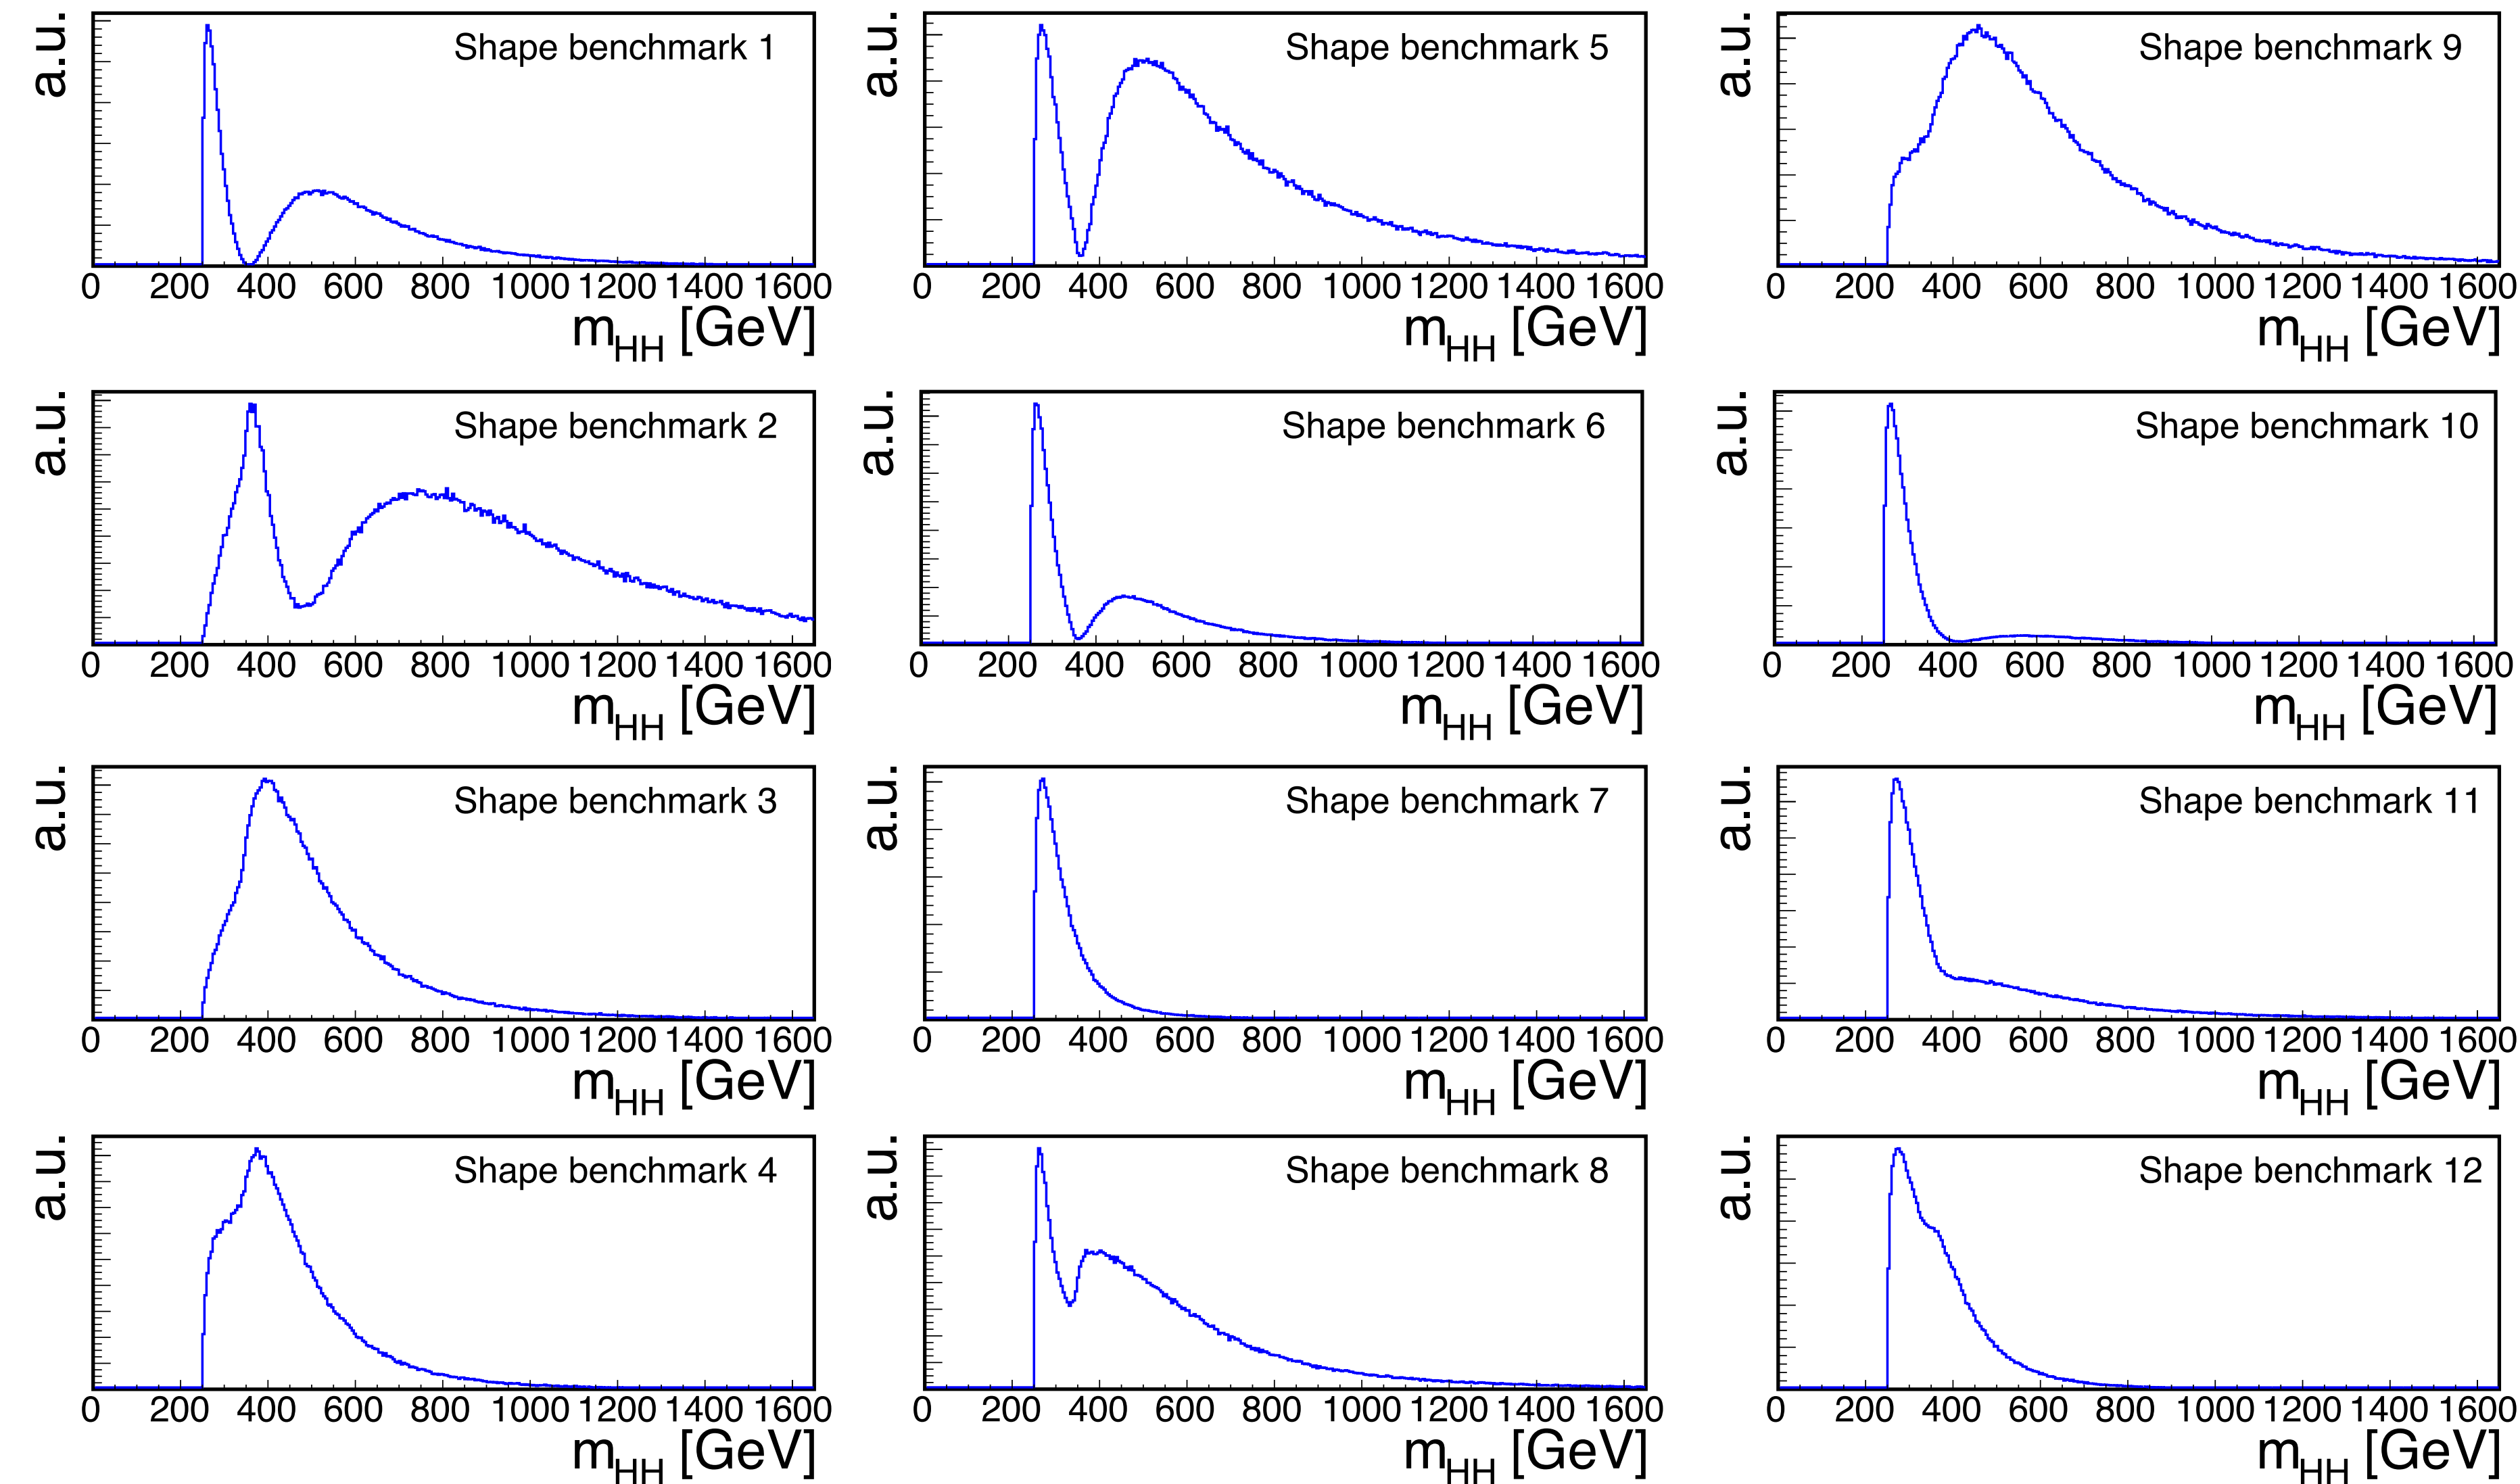 a.u.
Shape benchmark 1
0 200 400 600 800 1000 1200 1400 1600
m_HH [GeV]
a.u.
Shape benchmark 5
0 200 400 600 800 1000 1200 1400 1600
m_HH [GeV]
a.u.
Shape benchmark 9
0 200 400 600 800 1000 1200 1400 1600
m_HH [GeV]
a.u.
Shape benchmark 2
0 200 400 600 800 1000 1200 1400 1600
m_HH [GeV]
a.u.
Shape benchmark 6
0 200 400 600 800 1000 1200 1400 1600
m_HH [GeV]
a.u.
Shape benchmark 10
0 200 400 600 800 1000 1200 1400 1600
m_HH [GeV]
a.u.
Shape benchmark 3
0 200 400 600 800 1000 1200 1400 1600
m_HH [GeV]
a.u.
Shape benchmark 7
0 200 400 600 800 1000 1200 1400 1600
m_HH [GeV]
a.u.
Shape benchmark 11
0 200 400 600 800 1000 1200 1400 1600
m_HH [GeV]
a.u.
Shape benchmark 4
0 200 400 600 800 1000 1200 1400 1600
m_HH [GeV]
a.u.
Shape benchmark 8
0 200 400 600 800 1000 1200 1400 1600
m_HH [GeV]
a.u.
Shape benchmark 12
0 200 400 600 800 1000 1200 1400 1600
m_HH [GeV]